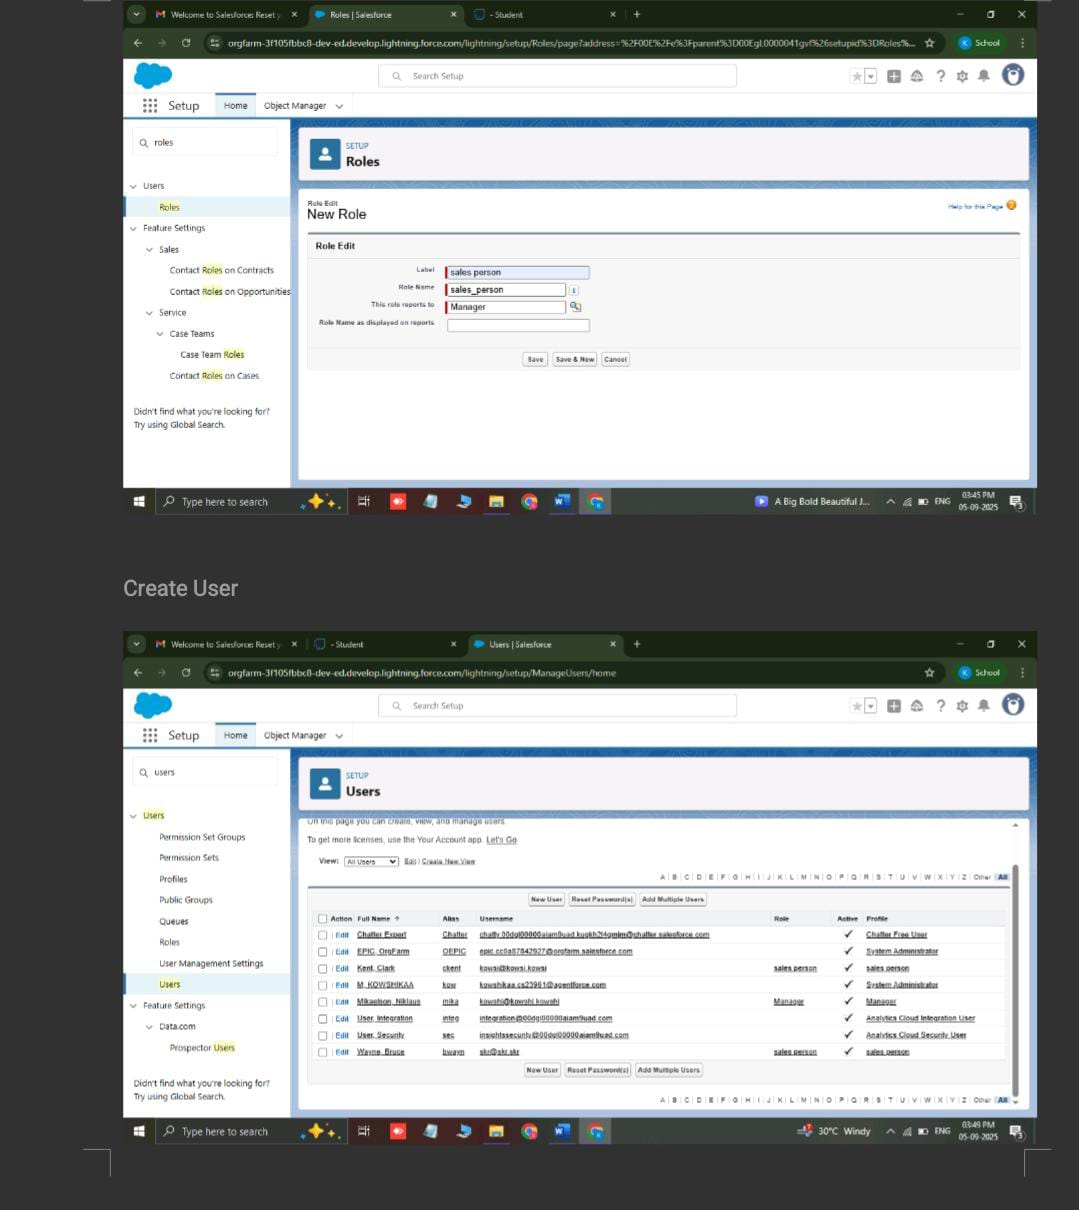 Welcome to Salesforce: Reset y
Roles | Salesforce
- Student
orgfarm-3f105fbbc8-dev-ed.develop.lightning.force.com/lightning/setup/Roles/page?address=%2F00E%2Fe%3Fparent%3D00EgL0000041gvf%26setupid%3DRoles%...
K School
Search Setup
Setup Home Object Manager
roles
SETUP
Roles
Users
Roles
Feature Settings
Sales
Contact Roles on Contracts
Contact Roles on Opportunities
Service
Case Teams
Case Team Roles
Contact Roles on Cases
Didn't find what you're looking for?
Try using Global Search.
Role Edit
New Role
Help for this Page
Role Edit
Label sales person
Role Name sales_person
This role reports to Manager
Role Name as displayed on reports
Save Save & New Cancel
Type here to search
A Big Bold Beautiful J...
ENG
03:45 PM
05-09-2025
3
Create User
Welcome to Salesforce: Reset y
- Student
Users | Salesforce
orgfarm-3f105fbbc8-dev-ed.develop.lightning.force.com/lightning/setup/ManageUsers/home
K School
Search Setup
Setup Home Object Manager
users
SETUP
Users
Users
Permission Set Groups
Permission Sets
Profiles
Public Groups
Queues
Roles
User Management Settings
Users
Feature Settings
Data.com
Prospector Users
Didn't find what you're looking for?
Try using Global Search.
On this page you can create, view, and manage users.
To get more licenses, use the Your Account app. Let's Go
View: All Users Edit | Create New View
A | B | C | D | E | F | G | H | I | J | K | L | M | N | O | P | Q | R | S | T | U | V | W | X | Y | Z | Other All
New User Reset Password(s) Add Multiple Users
Action Full Name Alias Username Role Active Profile
Edit Chatter Expert Chatter Chatter Free User
Edit EPIC, OrgFarm OEPIC epic.cc0a87842927@orgfarm.salesforce.com System Administrator
Edit Kent, Clark ckent kowsi@kowsi.kowsi sales person sales person
Edit M, KOWSHIKAA kow kowshikaa.cs23961@agentforce.com System Administrator
Edit Mikaelson, Niklaus mika kowshi@kowshi.kowshi Manager Manager
Edit User, Integration integ integration@00dgl00000aiam9uad.com Analytics Cloud Integration User
Edit User, Security sec insightssecurity@00dgl00000aiam9uad.com Analytics Cloud Security User
Edit Wayne, Bruce bwayn skr@skr.skr sales person sales person
New User Reset Password(s) Add Multiple Users
A | B | C | D | E | F | G | H | I | J | K | L | M | N | O | P | Q | R | S | T | U | V | W | X | Y | Z | Other All
Type here to search
30°C Windy
ENG
03:49 PM
05-09-2025
3